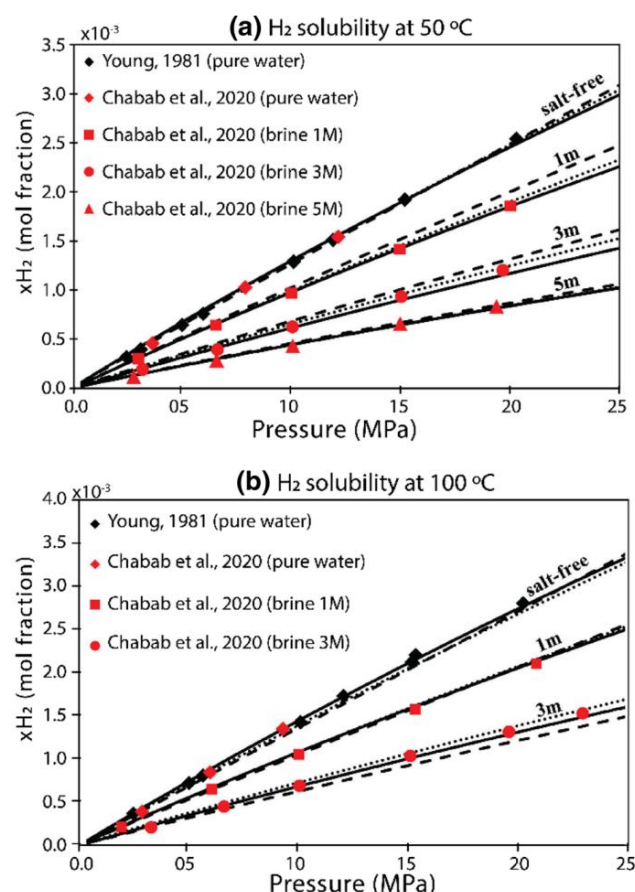 (a) H₂ solubility at 50 ºC
x10⁻³
3.5
3.0
2.5
2.0
1.5
1.0
0.5
0.0
xH₂ (mol fraction)
Young, 1981 (pure water)
Chabab et al., 2020 (pure water)
Chabab et al., 2020 (brine 1M)
Chabab et al., 2020 (brine 3M)
Chabab et al., 2020 (brine 5M)
salt-free
1m
3m
5m
0.0 05 10 15 20 25
Pressure (MPa)
(b) H₂ solubility at 100 ºC
x10⁻³
4.0
3.5
3.0
2.5
2.0
1.5
1.0
0.5
0.0
xH₂ (mol fraction)
Young, 1981 (pure water)
Chabab et al., 2020 (pure water)
Chabab et al., 2020 (brine 1M)
Chabab et al., 2020 (brine 3M)
salt-free
1m
3m
0.0 05 10 15 20 25
Pressure (MPa)